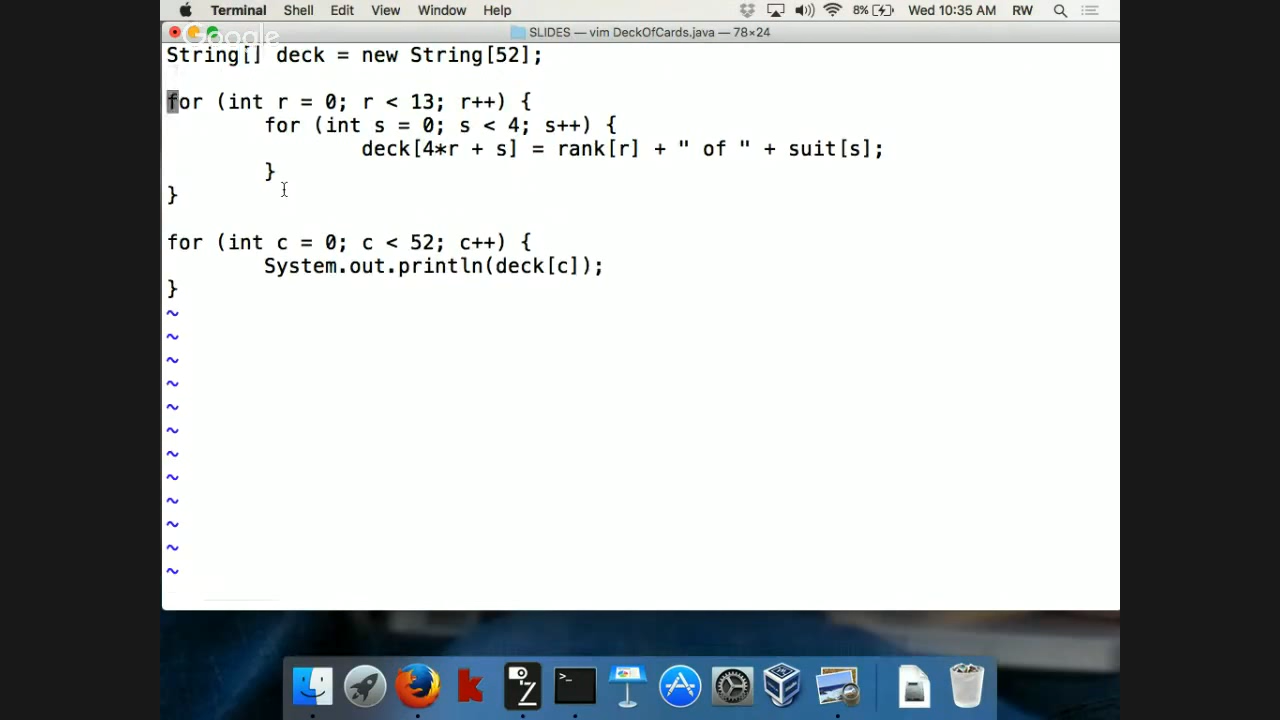 Terminal Shell Edit View Window Help 8% Wed 10:35 AM RW
Google
SLIDES — vim DeckOfCards.java — 78×24
String[] deck = new String[52];
for (int r = 0; r < 13; r++) {
for (int s = 0; s < 4; s++) {
deck[4*r + s] = rank[r] + " of " + suit[s];
}
}
for (int c = 0; c < 52; c++) {
System.out.println(deck[c]);
}
~
~
~
~
~
~
~
~
~
~
~
~